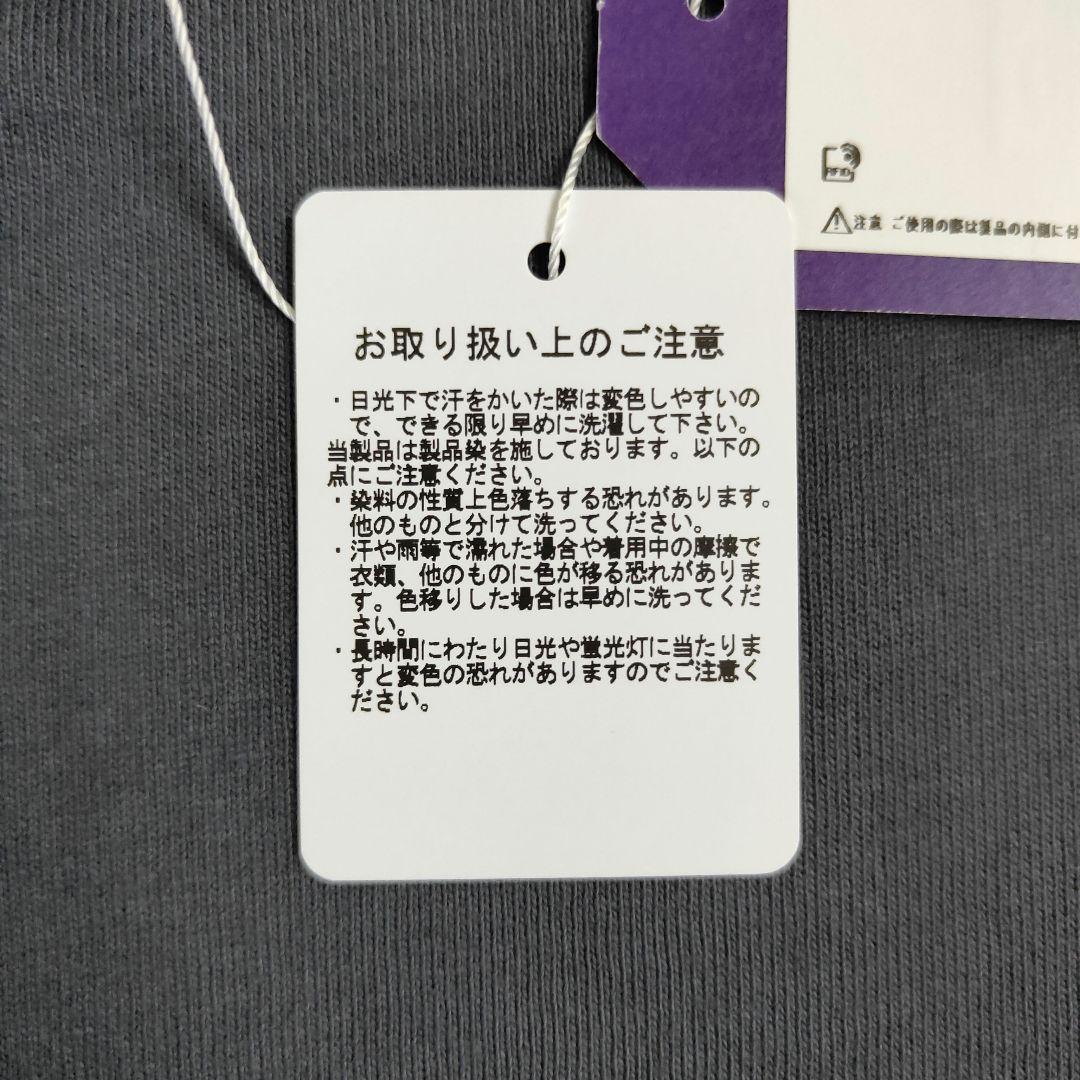 RFID
注意 ご使用の際は製品の内側に付
お取り扱い上のご注意
・日光下で汗をかいた際は変色しやすいの
で、できる限り早めに洗濯して下さい。
当製品は製品染を施しております。以下の
点にご注意ください。
・染料の性質上色落ちする恐れがあります。
他のものと分けて洗ってください。
・汗や雨等で濡れた場合や着用中の摩擦で
衣類、他のものに色が移る恐れがありま
す。色移りした場合は早めに洗ってくだ
さい。
・長時間にわたり日光や蛍光灯に当たりま
すと変色の恐れがありますのでご注意く
ださい。